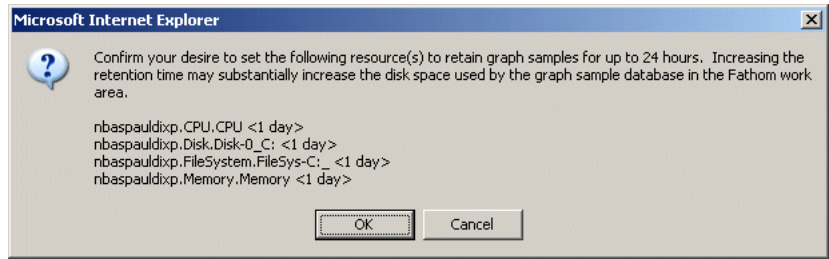 Microsoft Internet Explorer
Confirm your desire to set the following resource(s) to retain graph samples for up to 24 hours.  Increasing the
retention time may substantially increase the disk space used by the graph sample database in the Fathom work
area.
nbaspauldixp.CPU.CPU <1 day>
nbaspauldixp.Disk.Disk-0_C: <1 day>
nbaspauldixp.FileSystem.FileSys-C:_ <1 day>
nbaspauldixp.Memory.Memory <1 day>
OK Cancel